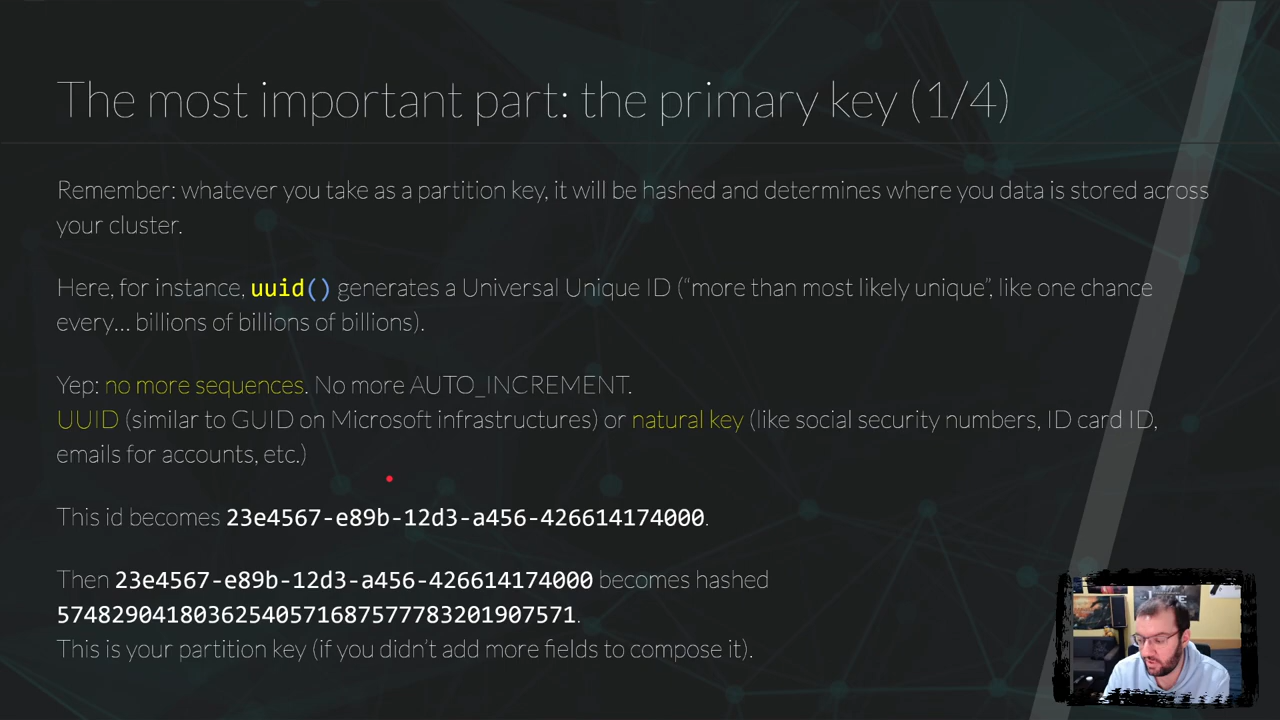 The most important part: the primary key (1/4)
Remember: whatever you take as a partition key, it will be hashed and determines where you data is stored across
your cluster.
Here, for instance, uuid() generates a Universal Unique ID (“more than most likely unique”, like one chance
every… billions of billions of billions).
Yep: no more sequences. No more AUTO_INCREMENT.
UUID (similar to GUID on Microsoft infrastructures) or natural key (like social security numbers, ID card ID,
emails for accounts, etc.)
This id becomes 23e4567-e89b-12d3-a456-426614174000.
Then 23e4567-e89b-12d3-a456-426614174000 becomes hashed
57482904180362540571687577783201907571.
This is your partition key (if you didn’t add more fields to compose it).